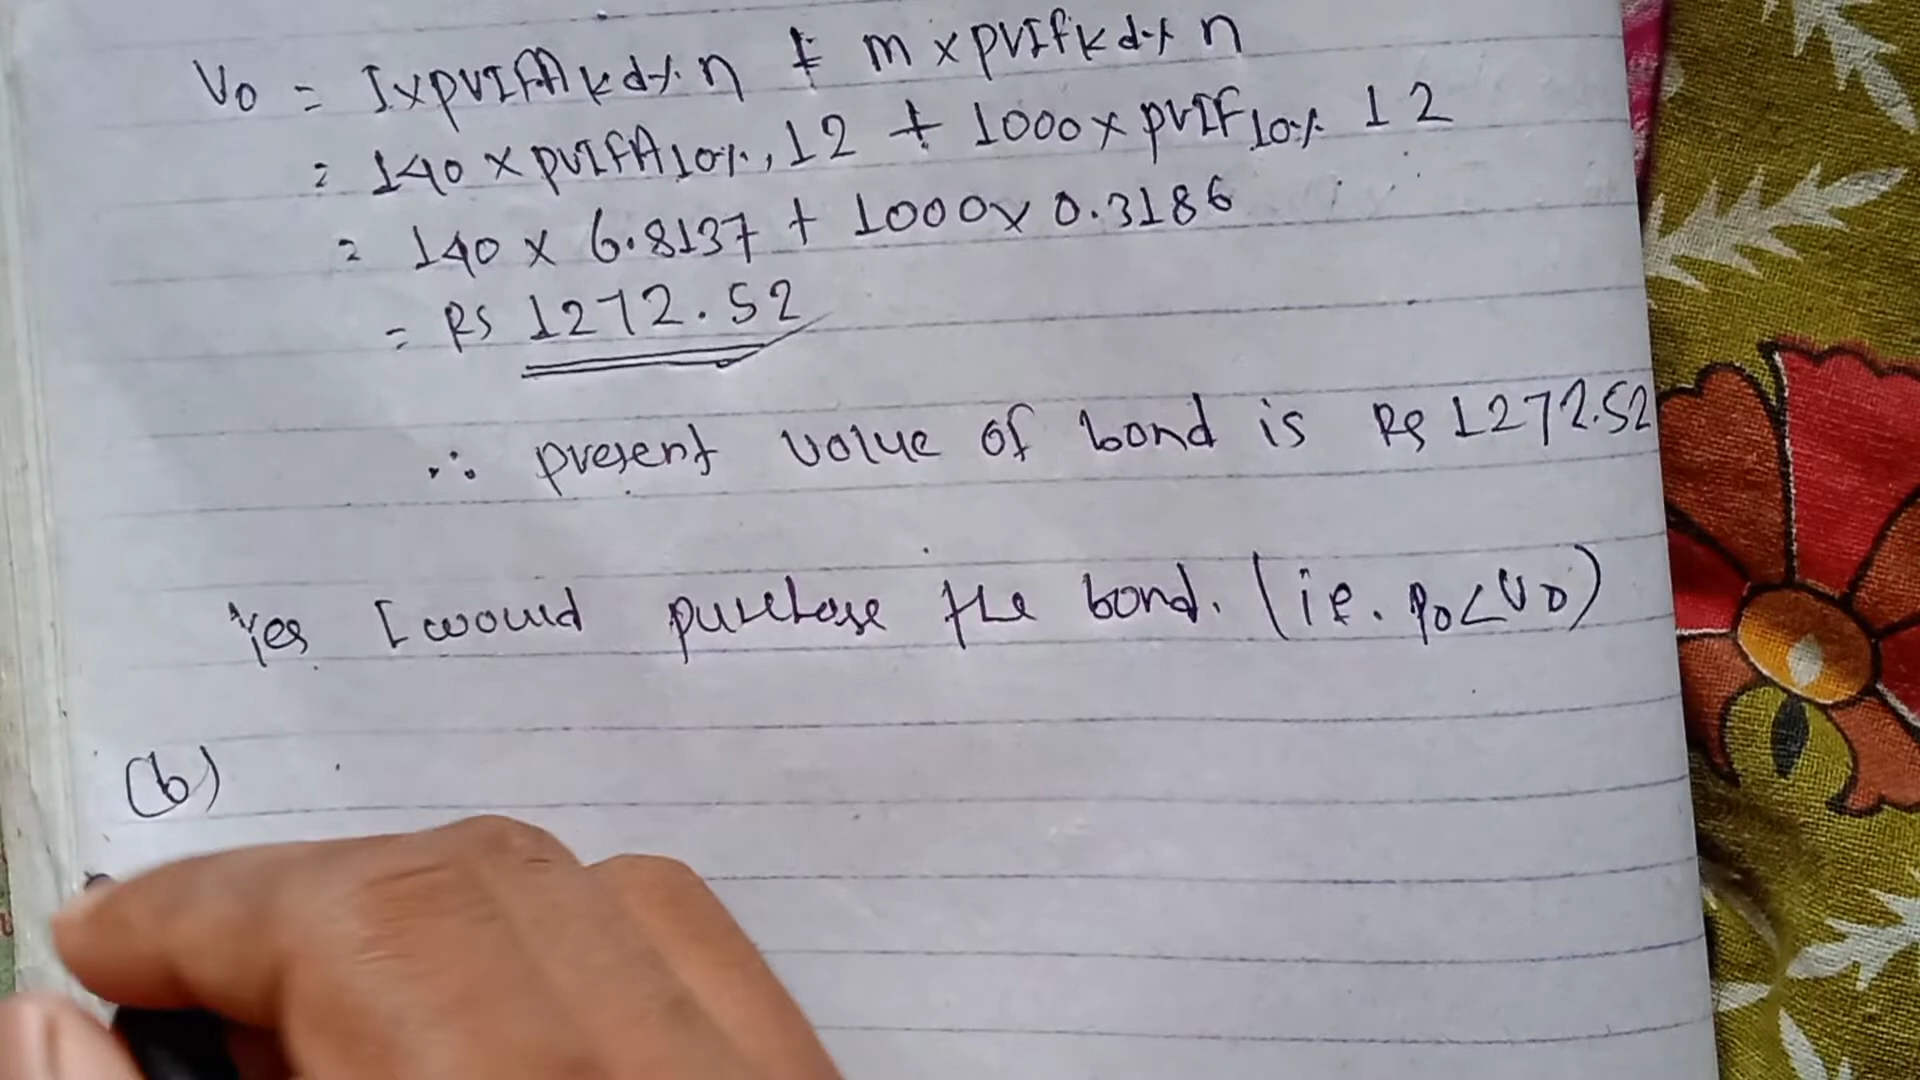 V0 = I x PVIFA kd%. n + m x PVIF kd% n
= 140 x PVIFA 10%, 12 + 1000 x PVIF 10% 12
= 140 x 6.8137 + 1000 x 0.3186
= RS 1272.52
∴ present value of bond is Rs 1272.52
Yes I would purchase the bond. (ie. P0 < V0)
(b)